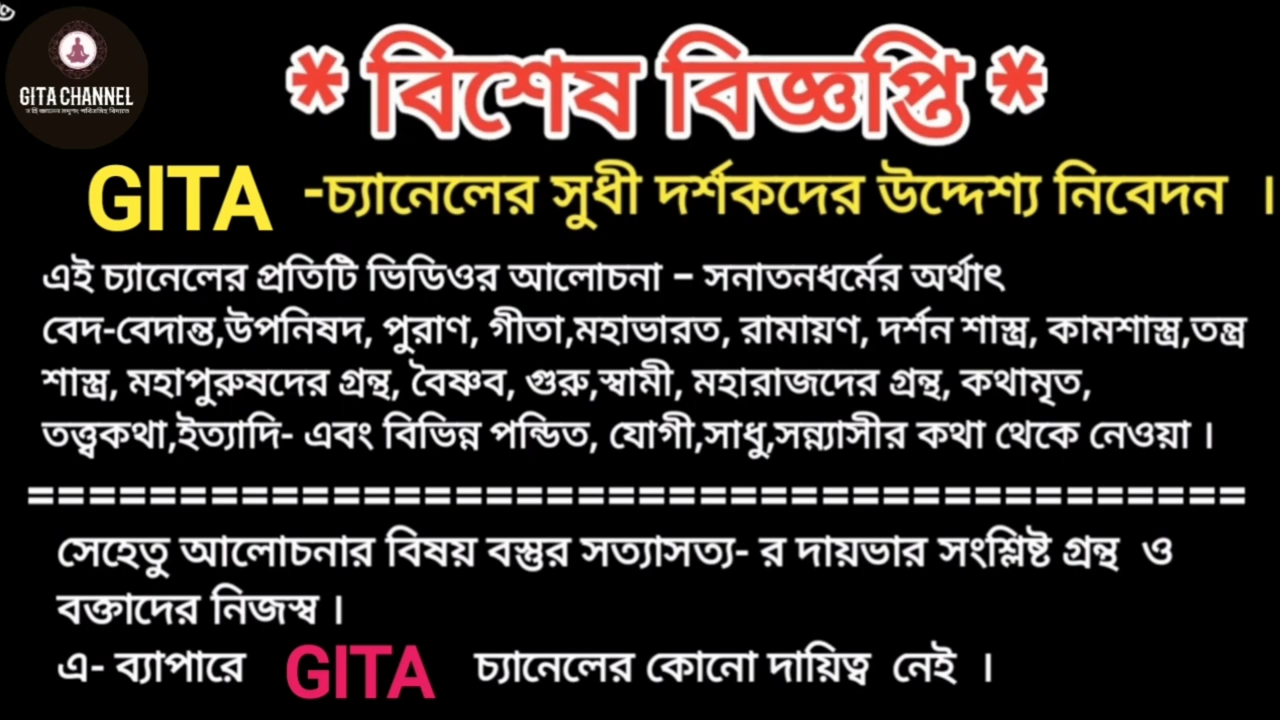 GITA CHANNEL
* বিশেষ বিজ্ঞপ্তি *
GITA -চ্যানেলের সুধী দর্শকদের উদ্দেশ্য নিবেদন ।
এই চ্যানেলের প্রতিটি ভিডিওর আলোচনা – সনাতনধর্মের অর্থাৎ
বেদ-বেদান্ত,উপনিষদ, পুরাণ, গীতা,মহাভারত, রামায়ণ, দর্শন শাস্ত্র, কামশাস্ত্র,তন্ত্র
শাস্ত্র, মহাপুরুষদের গ্রন্থ, বৈষ্ণব, গুরু,স্বামী, মহারাজদের গ্রন্থ, কথামৃত,
তত্ত্বকথা,ইত্যাদি- এবং বিভিন্ন পন্ডিত, যোগী,সাধু,সন্ন্যাসীর কথা থেকে নেওয়া ।
========================================
সেহেতু আলোচনার বিষয় বস্তুর সত্যাসত্য- র দায়ভার সংশ্লিষ্ট গ্রন্থ ও
বক্তাদের নিজস্ব ।
এ- ব্যাপারে GITA চ্যানেলের কোনো দায়িত্ব নেই ।